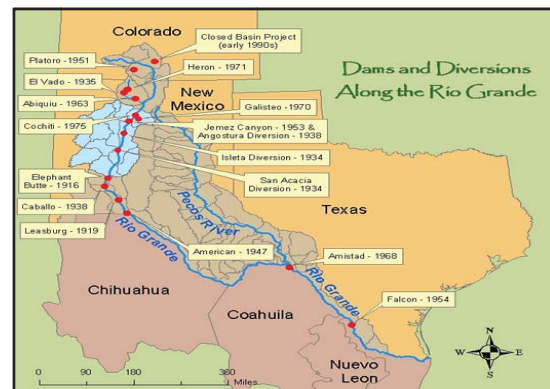 Colorado
Closed Basin Project
(early 1990s)
Platoro - 1951
Heron - 1971
El Vado - 1935
New
Mexico
Abiquiu - 1963
Galisteo - 1970
Cochiti - 1975
Jemez Canyon - 1953 &
Angostura Diversion - 1938
Isleta Diversion - 1934
San Acacia
Diversion - 1934
Dams and Diversions
Along the Rio Grande
Elephant
Butte - 1916
Caballo - 1938
Leasburg - 1919
Pecos River
Texas
Rio Grande
American - 1947
Amistad - 1968
Rio Grande
Falcon - 1954
Chihuahua
Coahuila
Nuevo
Leon
N
W
E
S
0 90 180 360
Miles